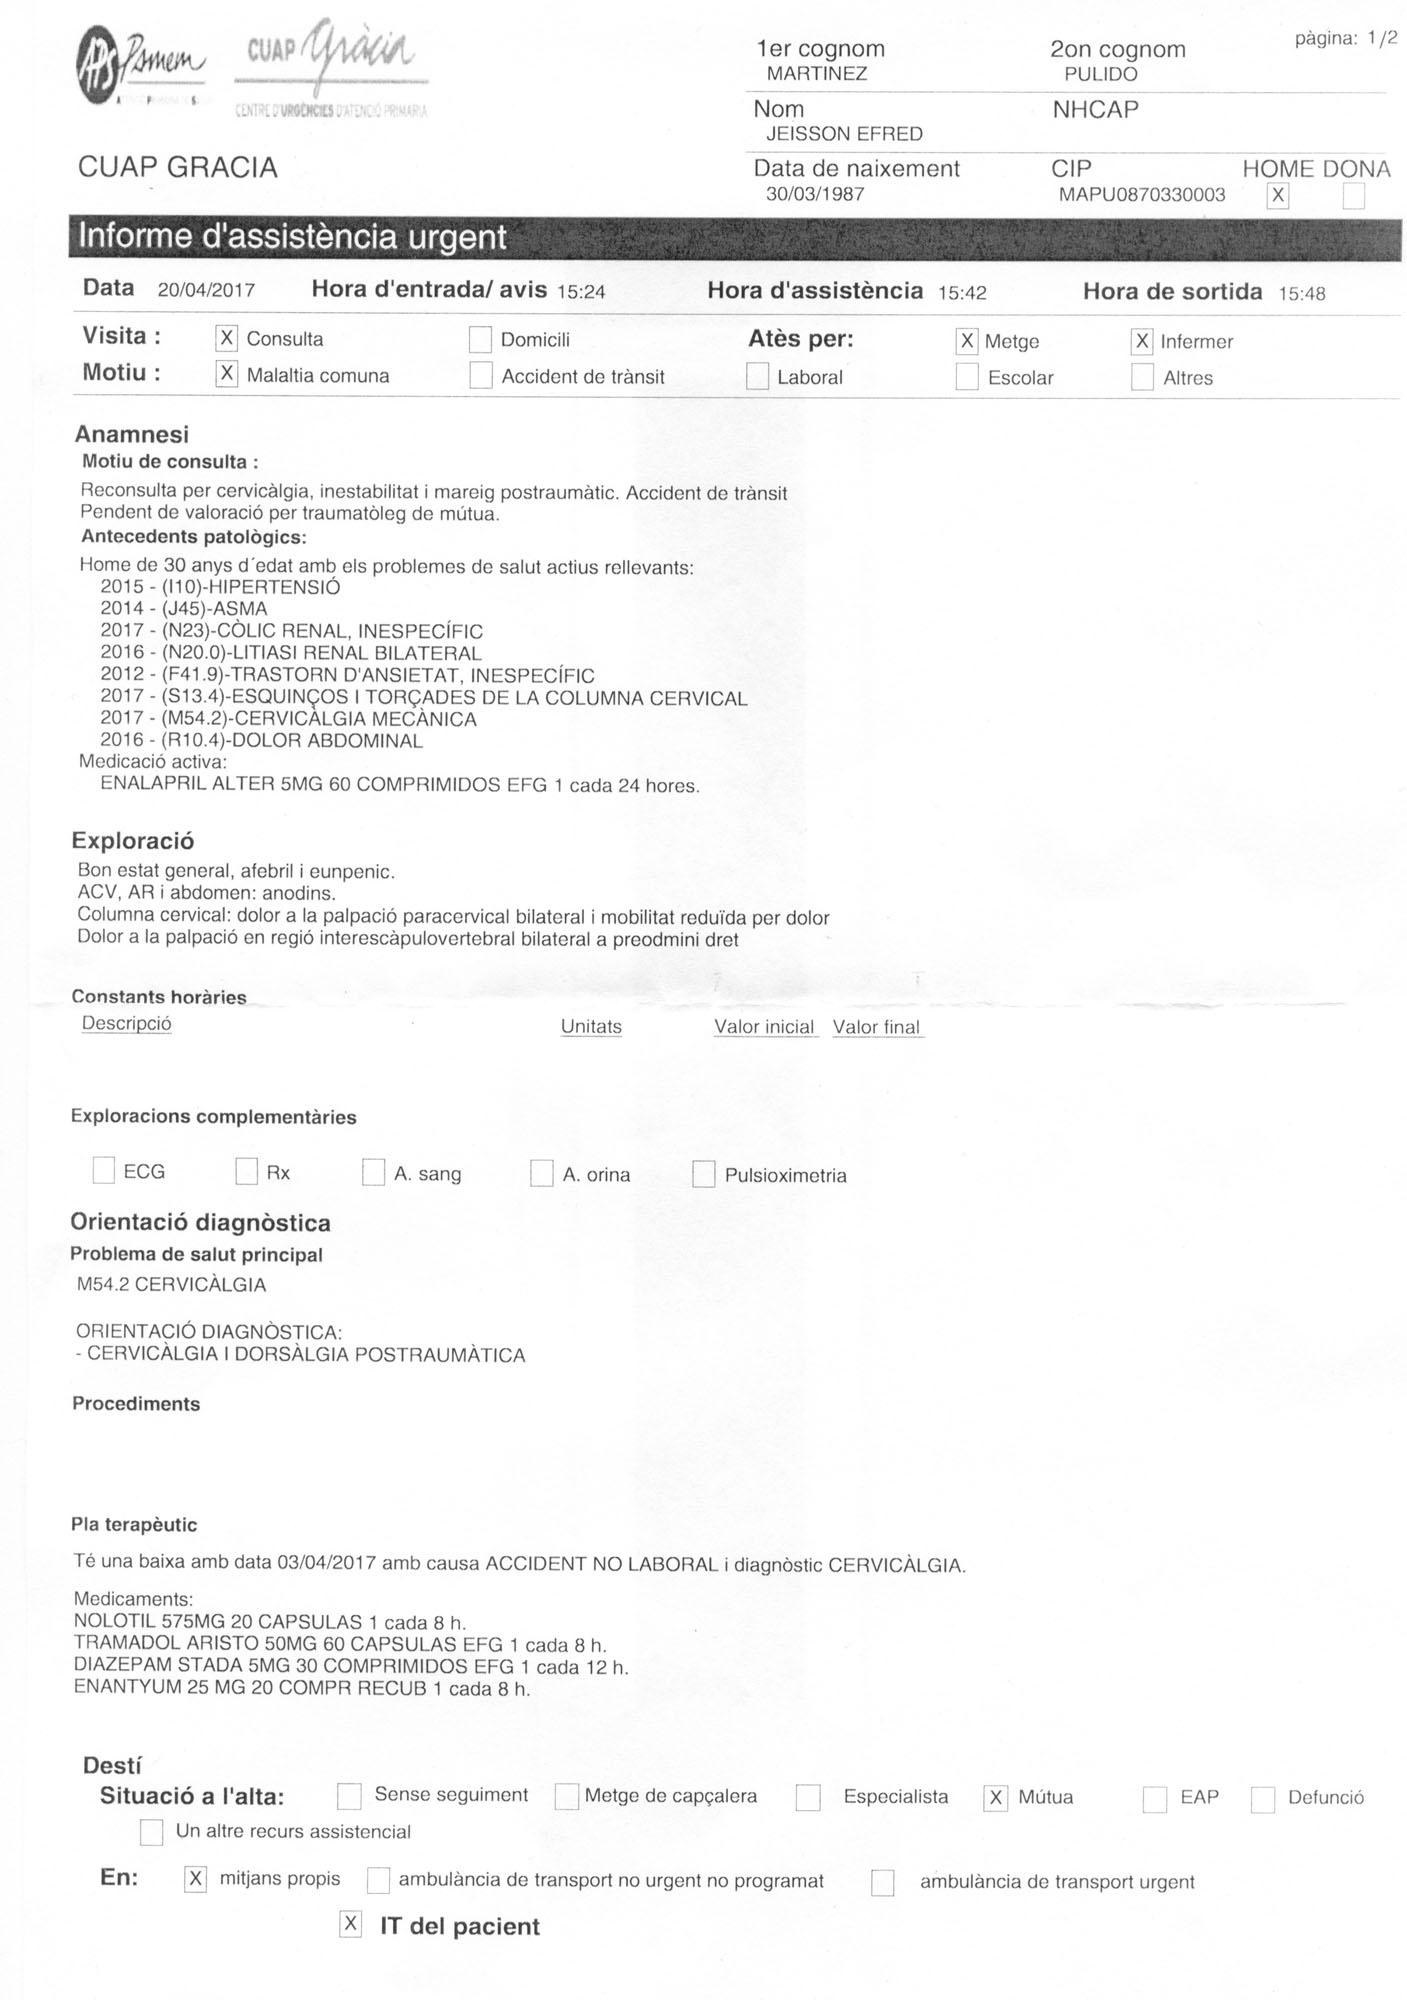 APS Psmem
CUAP Gràcia
CENTRE D'URGÈNCIES D'ATENCIÓ PRIMARIA
pàgina: 1/2
1er cognom 2on cognom
MARTINEZ PULIDO
Nom NHCAP
JEISSON EFRED
CUAP GRACIA
Data de naixement CIP HOME DONA
30/03/1987 MAPU0870330003 X
Informe d'assistència urgent
Data 20/04/2017 Hora d'entrada/ avis 15:24 Hora d'assistència 15:42 Hora de sortida 15:48
Visita : X Consulta Domicili Atès per: X Metge X Infermer
Motiu : X Malaltia comuna Accident de trànsit Laboral Escolar Altres
Anamnesi
Motiu de consulta :
Reconsulta per cervicàlgia, inestabilitat i mareig postraumàtic. Accident de trànsit
Pendent de valoració per traumatòleg de mútua.
Antecedents patològics:
Home de 30 anys d´edat amb els problemes de salut actius rellevants:
2015 - (I10)-HIPERTENSIÓ
2014 - (J45)-ASMA
2017 - (N23)-CÒLIC RENAL, INESPECÍFIC
2016 - (N20.0)-LITIASI RENAL BILATERAL
2012 - (F41.9)-TRASTORN D'ANSIETAT, INESPECÍFIC
2017 - (S13.4)-ESQUINÇOS I TORÇADES DE LA COLUMNA CERVICAL
2017 - (M54.2)-CERVICÀLGIA MECÀNICA
2016 - (R10.4)-DOLOR ABDOMINAL
Medicació activa:
ENALAPRIL ALTER 5MG 60 COMPRIMIDOS EFG 1 cada 24 hores.
Exploració
Bon estat general, afebril i eunpenic.
ACV, AR i abdomen: anodins.
Columna cervical: dolor a la palpació paracervical bilateral i mobilitat reduïda per dolor
Dolor a la palpació en regió interescàpulovertebral bilateral a preodmini dret
Constants horàries
Descripció Unitats Valor inicial Valor final
Exploracions complementàries
ECG Rx A. sang A. orina Pulsioximetria
Orientació diagnòstica
Problema de salut principal
M54.2 CERVICÀLGIA
ORIENTACIÓ DIAGNÒSTICA:
- CERVICÀLGIA I DORSÀLGIA POSTRAUMÀTICA
Procediments
Pla terapèutic
Té una baixa amb data 03/04/2017 amb causa ACCIDENT NO LABORAL i diagnòstic CERVICÀLGIA.
Medicaments:
NOLOTIL 575MG 20 CAPSULAS 1 cada 8 h.
TRAMADOL ARISTO 50MG 60 CAPSULAS EFG 1 cada 8 h.
DIAZEPAM STADA 5MG 30 COMPRIMIDOS EFG 1 cada 12 h.
ENANTYUM 25 MG 20 COMPR RECUB 1 cada 8 h.
Destí
Situació a l'alta: Sense seguiment Metge de capçalera Especialista X Mútua EAP Defunció
Un altre recurs assistencial
En: X mitjans propis ambulància de transport no urgent no programat ambulància de transport urgent
X IT del pacient